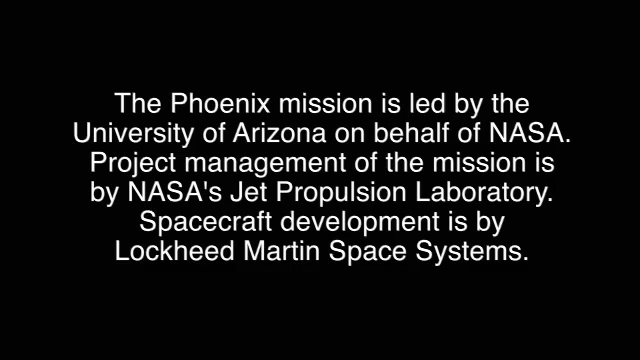 The Phoenix mission is led by the
University of Arizona on behalf of NASA.
Project management of the mission is
by NASA's Jet Propulsion Laboratory.
Spacecraft development is by
Lockheed Martin Space Systems.